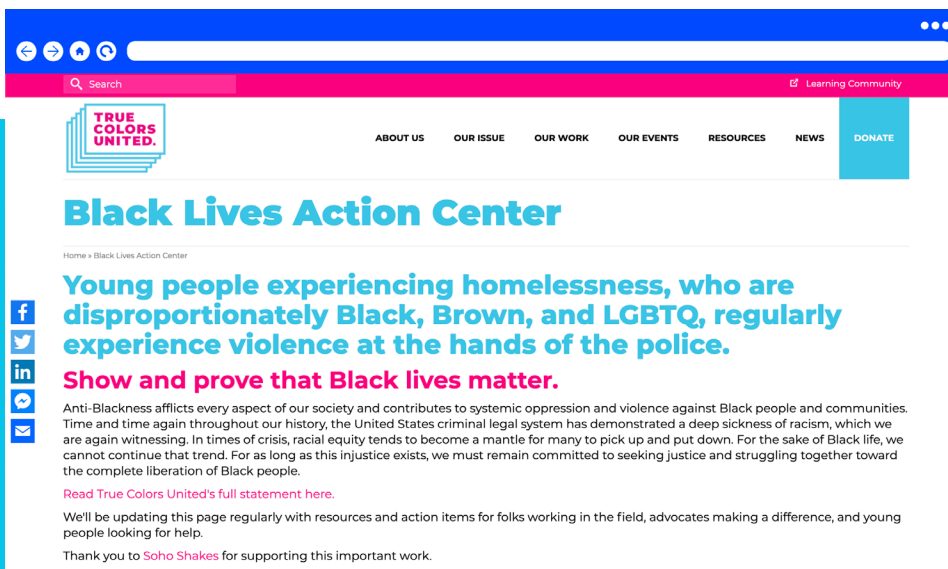 Search
Learning Community
TRUE
COLORS
UNITED.
ABOUT US OUR ISSUE OUR WORK OUR EVENTS RESOURCES NEWS DONATE
Black Lives Action Center
Home » Black Lives Action Center
Young people experiencing homelessness, who are
disproportionately Black, Brown, and LGBTQ, regularly
experience violence at the hands of the police.
Show and prove that Black lives matter.
Anti-Blackness afflicts every aspect of our society and contributes to systemic oppression and violence against Black people and communities.
Time and time again throughout our history, the United States criminal legal system has demonstrated a deep sickness of racism, which we
are again witnessing. In times of crisis, racial equity tends to become a mantle for many to pick up and put down. For the sake of Black life, we
cannot continue that trend. For as long as this injustice exists, we must remain committed to seeking justice and struggling together toward
the complete liberation of Black people.
Read True Colors United's full statement here.
We'll be updating this page regularly with resources and action items for folks working in the field, advocates making a difference, and young
people looking for help.
Thank you to Soho Shakes for supporting this important work.